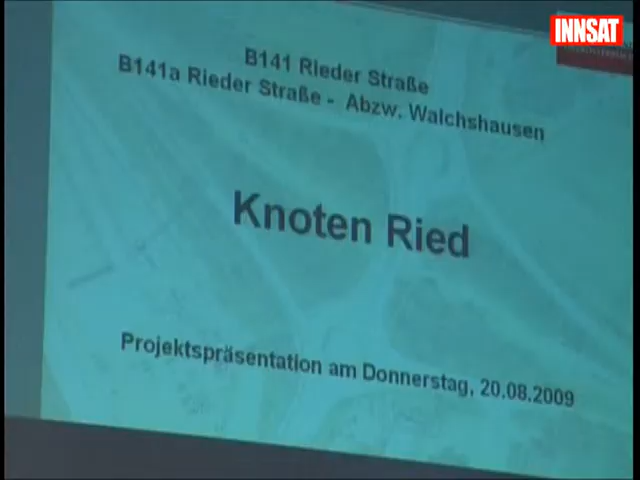 INNSAT
B141 Rieder Straße
B141a Rieder Straße - Abzw. Walchshausen
Knoten Ried
Projektspräsentation am Donnerstag, 20.08.2009